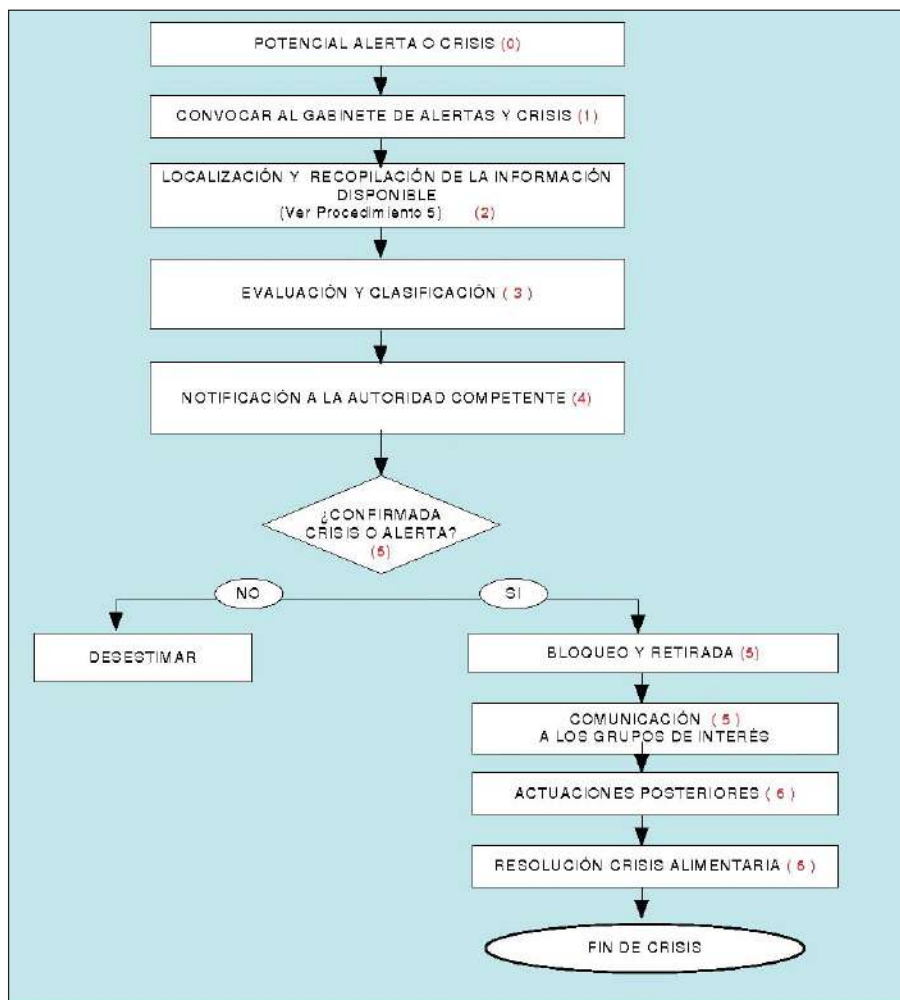 POTENCIAL ALERTA O CRISIS (0)
CONVOCAR AL GABINETE DE ALERTAS Y CRISIS (1)
LOCALIZACIÓN Y RECOPILACIÓN DE LA INFORMACIÓN
DISPONIBLE
(Ver Procedimiento 5) (2)
EVALUACIÓN Y CLASIFICACIÓN ( 3 )
NOTIFICACIÓN A LA AUTORIDAD COMPETENTE (4)
¿CONFIRMADA
CRISIS O ALERTA?
(5)
NO
SI
DESESTIMAR
BLOQUEO Y RETIRADA (5)
COMUNICACIÓN ( 5 )
A LOS GRUPOS DE INTERÉS
ACTUACIONES POSTERIORES ( 6 )
RESOLUCIÓN CRISIS ALIMENTARIA ( 6 )
FIN DE CRISIS